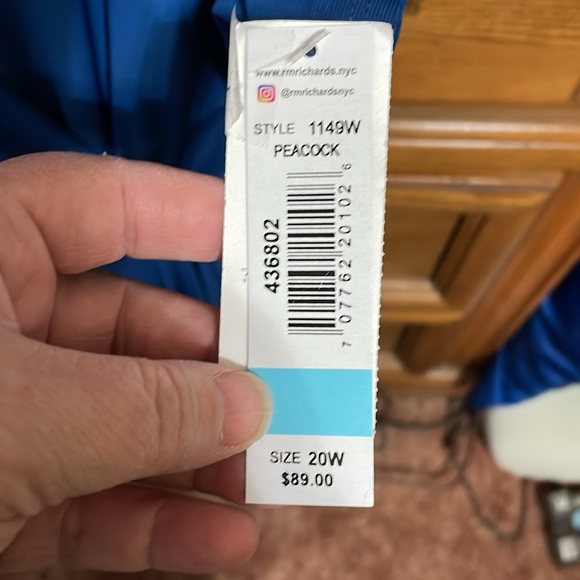 www.rmrichards.nyc
@rmrichardsnyc
STYLE 1149W
PEACOCK
436802
7 07762 20102 6
SIZE 20W
$89.00